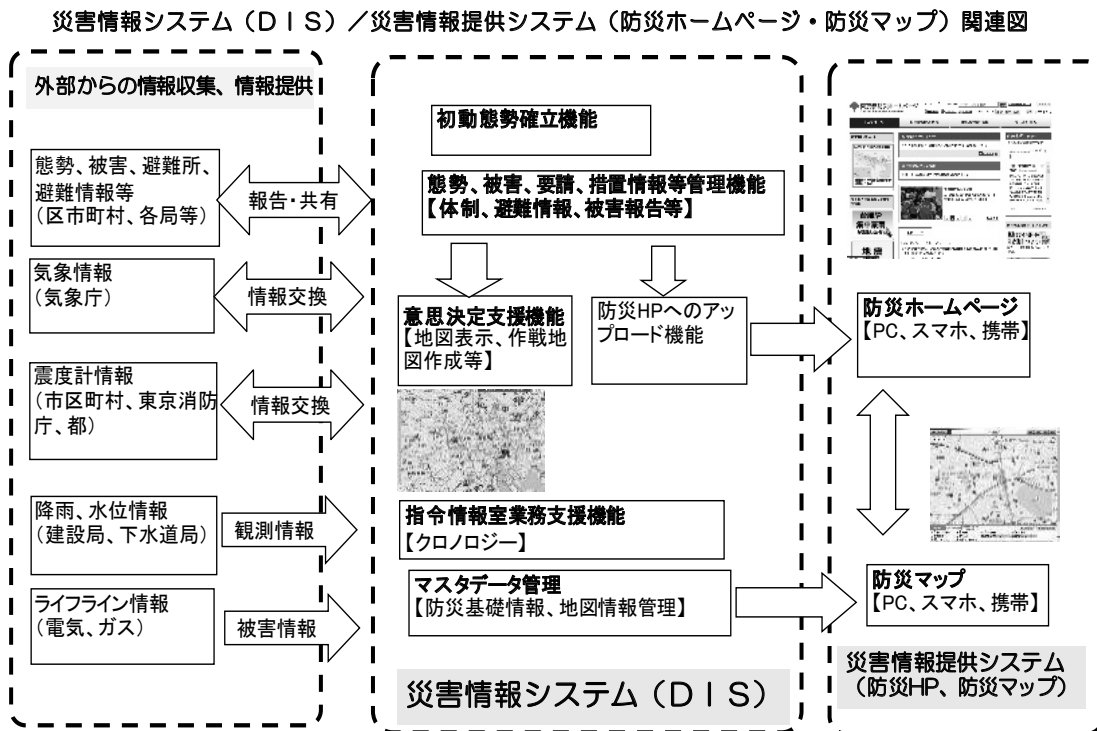 災害情報システム（ＤＩＳ）／災害情報提供システム（防災ホームページ・防災マップ）関連図
外部からの情報収集、情報提供
態勢、被害、避難所、
避難情報等
（区市町村、各局等）
報告・共有
気象情報
（気象庁）
情報交換
震度計情報
（市区町村、東京消防
庁、都）
情報交換
降雨、水位情報
（建設局、下水道局）
観測情報
ライフライン情報
（電気、ガス）
被害情報
初動態勢確立機能
態勢、被害、要請、措置情報等管理機能
【体制、避難情報、被害報告等】
意思決定支援機能
【地図表示、作戦地
図作成等】
防災HPへのアッ
プロード機能
指令情報室業務支援機能
【クロノロジー】
マスタデータ管理
【防災基礎情報、地図情報管理】
災害情報システム（ＤＩＳ）
防災ホームページ
【PC、スマホ、携帯】
防災マップ
【PC、スマホ、携帯】
災害情報提供システム
（防災HP、防災マップ）